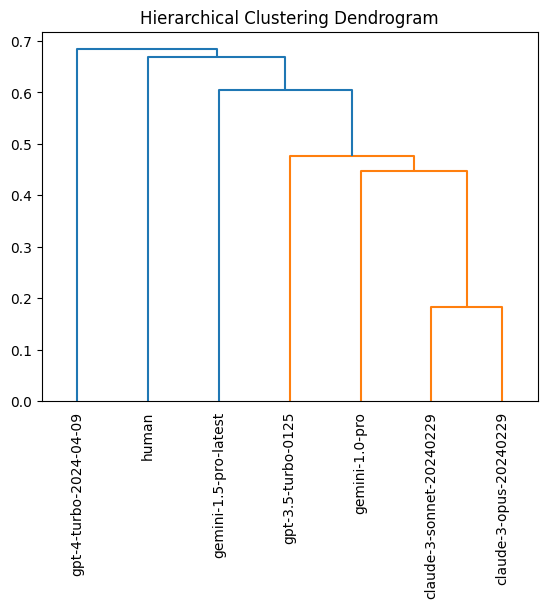 Hierarchical Clustering Dendrogram
0.7
0.6
0.5
0.4
0.3
0.2
0.1
0.0
gpt-4-turbo-2024-04-09
human
gemini-1.5-pro-latest
gpt-3.5-turbo-0125
gemini-1.0-pro
claude-3-sonnet-20240229
claude-3-opus-20240229